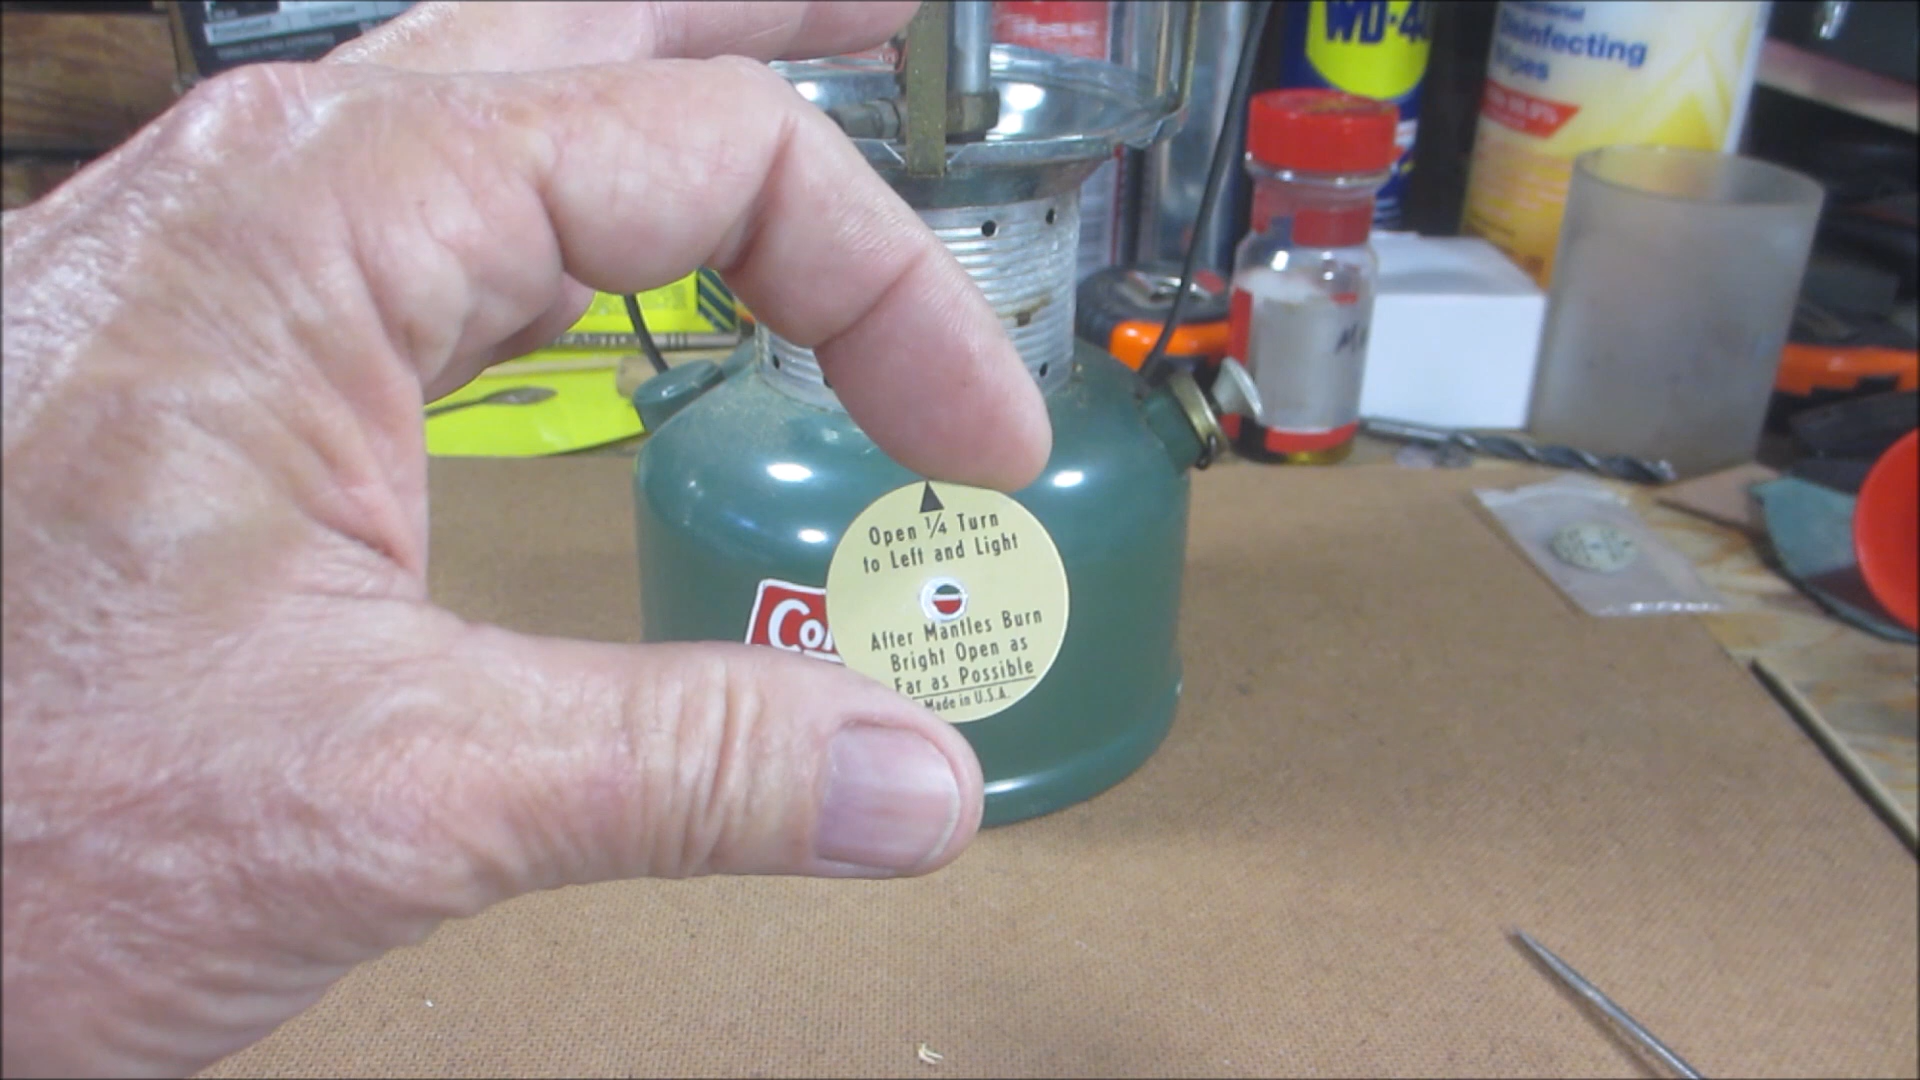 WD-40
Disinfecting
Wipes
Open 1/4 Turn
to Left and Light
After Mantles Burn
Bright Open as
Far as Possible
Made in U.S.A.